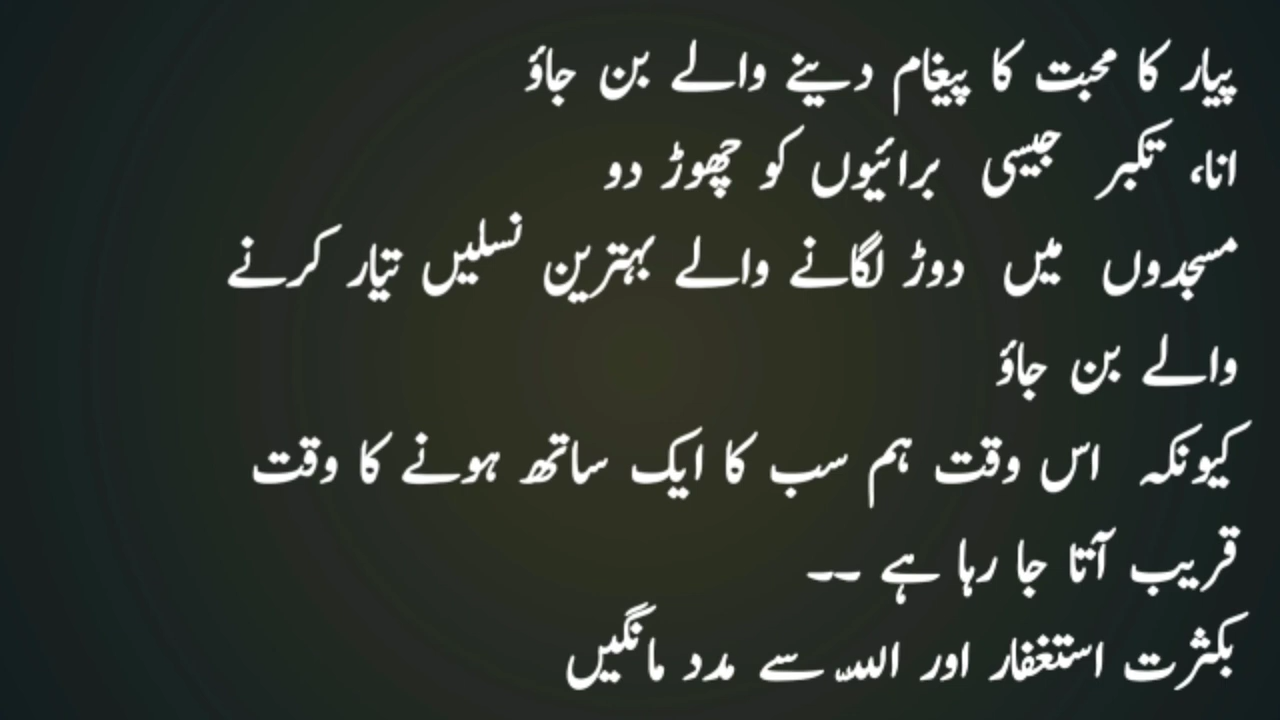 پیار کا محبت کا پیغام دینے والے بن جاؤ
انا، تکبر جیسی برائیوں کو چھوڑ دو
مسجدوں میں دوڑ لگانے والے بہترین نسلیں تیار کرنے
والے بن جاؤ
کیونکہ اس وقت ہم سب کا ایک ساتھ ہونے کا وقت
قریب آتا جا رہا ہے --
بکثرت استغفار اور اللہ سے مدد مانگیں